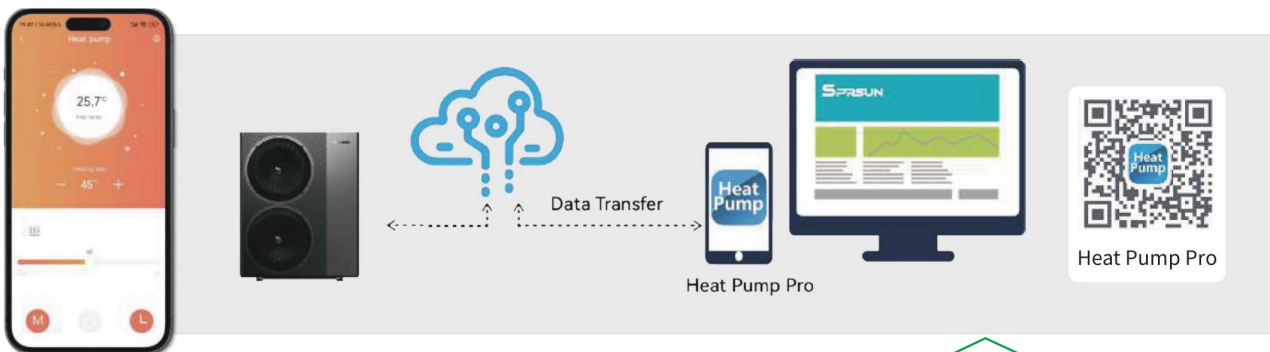 Heat pump
25.7°C
45°C
M
Data Transfer
Heat
Pump
Heat Pump Pro
SPRSUN
Heat
Pump
Heat Pump Pro